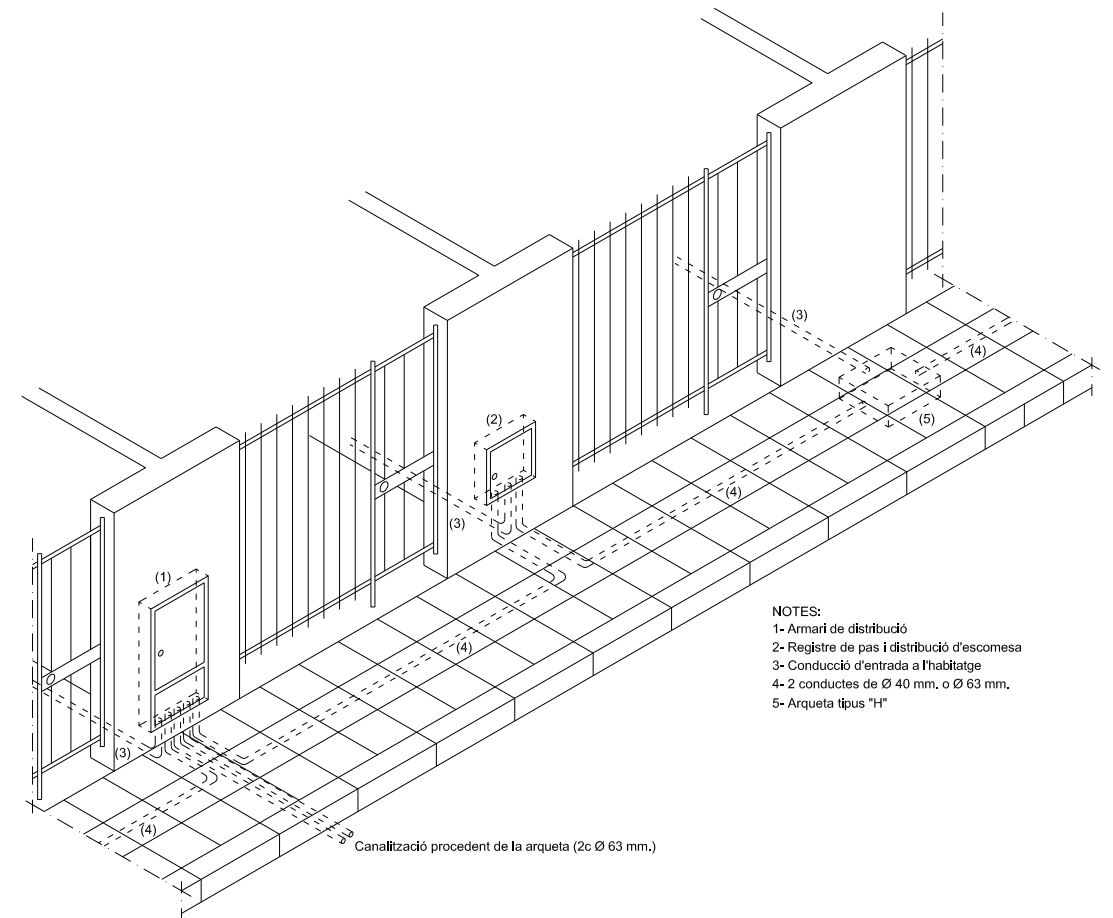 (3)
(4)
(5)
(2)
(4)
(3)
(1)
(4)
(3)
(4)
NOTES:
1- Armari de distribució
2- Registre de pas i distribució d'escomesa
3- Conducció d'entrada a l'habitatge
4- 2 conductes de Ø 40 mm. o Ø 63 mm.
5- Arqueta tipus "H"
Canalització procedent de la arqueta (2c Ø 63 mm.)